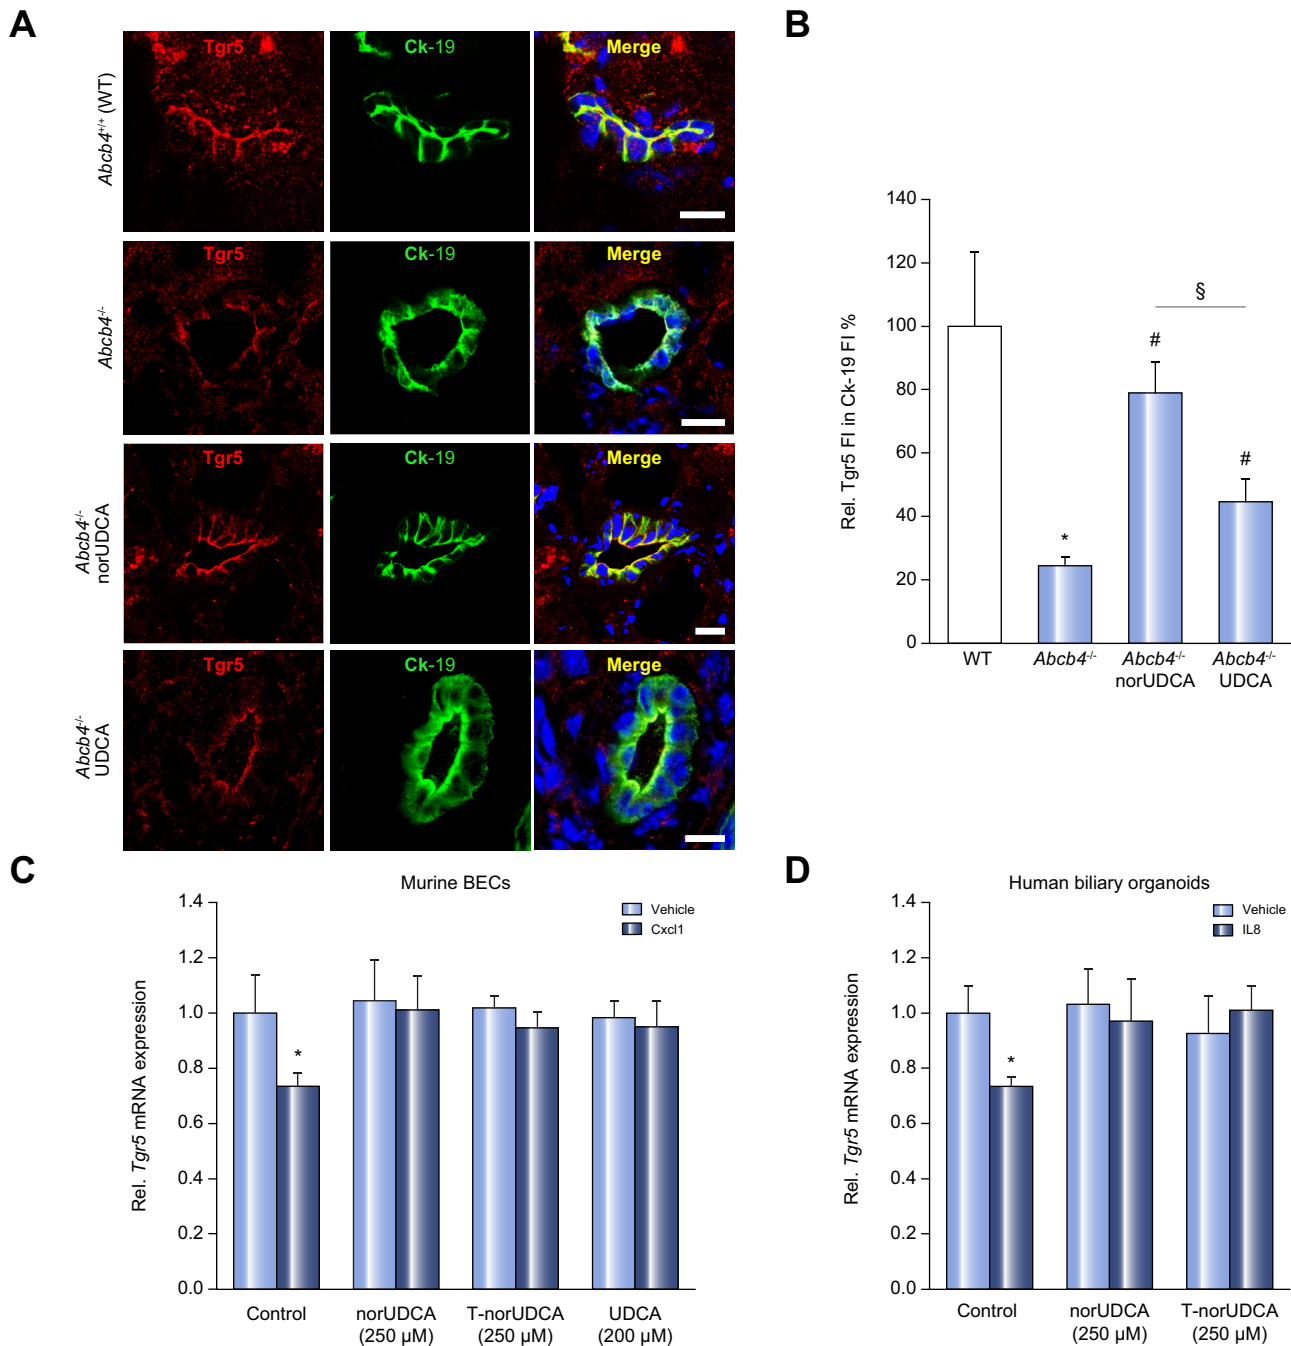 A
Tgr5
Ck-19
Merge
Abcb4+/+ (WT)
Tgr5
Ck-19
Merge
Abcb4-/-
Tgr5
Ck-19
Merge
Abcb4-/-
norUDCA
Tgr5
Ck-19
Merge
Abcb4-/-
UDCA
B
Rel. Tgr5 FI in Ck-19 FI %
140
120
100
80
60
40
20
0
*
#
§
#
WT
Abcb4-/-
Abcb4-/-
norUDCA
Abcb4-/-
UDCA
C
Murine BECs
Vehicle
Cxcl1
Rel. Tgr5 mRNA expression
1.4
1.2
1.0
0.8
0.6
0.4
0.2
0.0
*
Control
norUDCA
(250 µM)
T-norUDCA
(250 µM)
UDCA
(200 µM)
D
Human biliary organoids
Vehicle
IL8
Rel. Tgr5 mRNA expression
1.4
1.2
1.0
0.8
0.6
0.4
0.2
0.0
*
Control
norUDCA
(250 µM)
T-norUDCA
(250 µM)